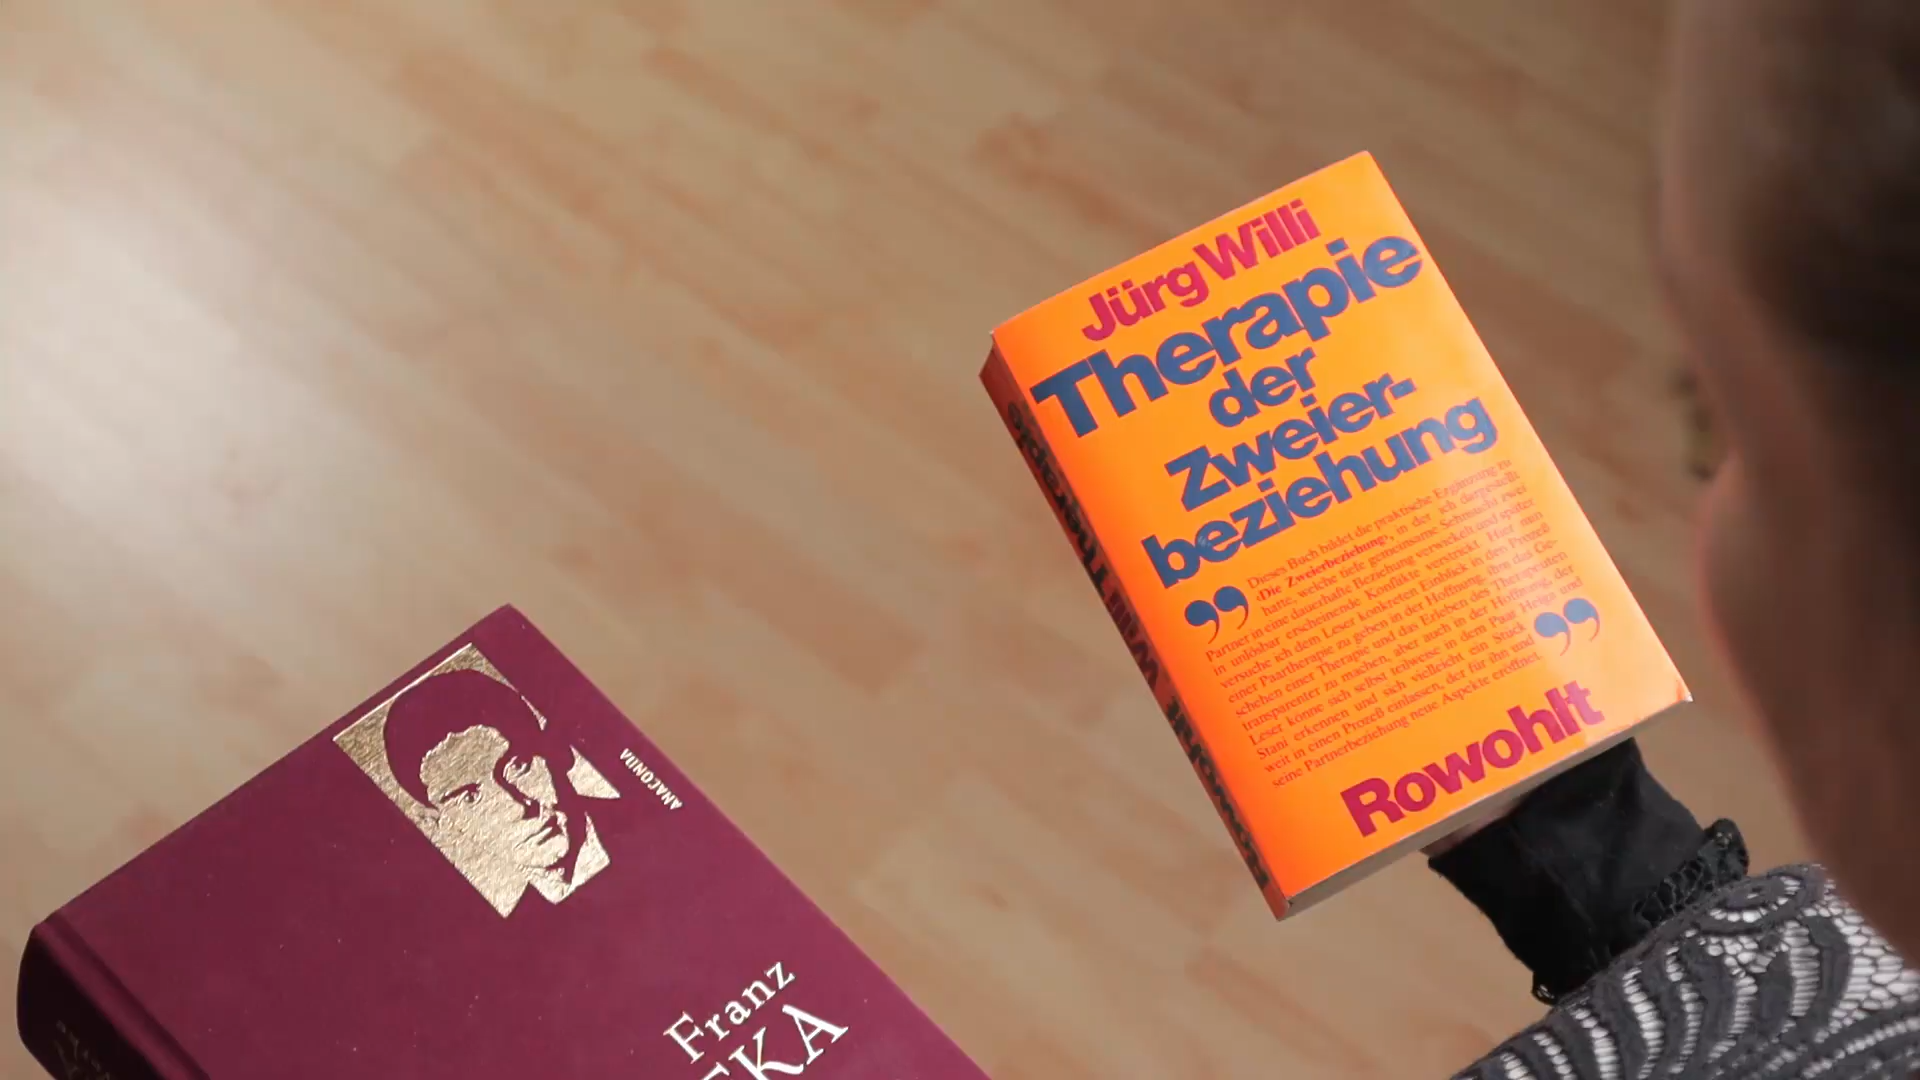 Jürg Willi
Therapie
der
Zweier-
beziehung
„Dieses Buch bildet die praktische Ergänzung zu
‹Die Zweierbeziehung›, in der ich dargestellt
hatte, welche tiefe gemeinsame Sehnsucht zwei
Partner in eine dauerhafte Beziehung verwickelt und später
in unlösbar erscheinende Konflikte verstrickt. Hier nun
versuche ich dem Leser konkreten Einblick in den Prozeß
einer Paartherapie zu geben in der Hoffnung, ihm das Ge-
schehen einer Therapie und das Erleben des Therapeuten
transparenter zu machen, aber auch in der Hoffnung, der
Leser könne sich selbst teilweise in dem Paar Helga und
Stani erkennen und sich vielleicht ein Stück
weit in einen Prozeß einlassen, der für ihn und
seine Partnerbeziehung neue Aspekte eröffnet.”
Rowohlt
Willi Therapie
ANACONDA
Franz